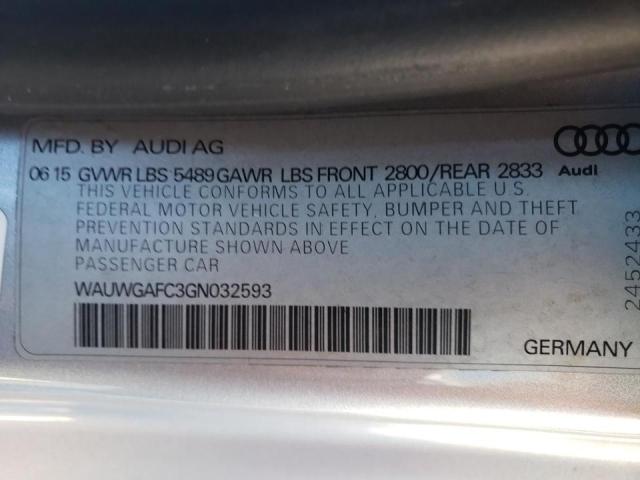 MFD. BY AUDI AG
06 15 GVWR LBS 5489 GAWR LBS FRONT 2800/REAR 2833
Audi
THIS VEHICLE CONFORMS TO ALL APPLICABLE U.S.
FEDERAL MOTOR VEHICLE SAFETY, BUMPER AND THEFT
PREVENTION STANDARDS IN EFFECT ON THE DATE OF
MANUFACTURE SHOWN ABOVE
PASSENGER CAR
WAUWGAFC3GN032593
GERMANY
2452433